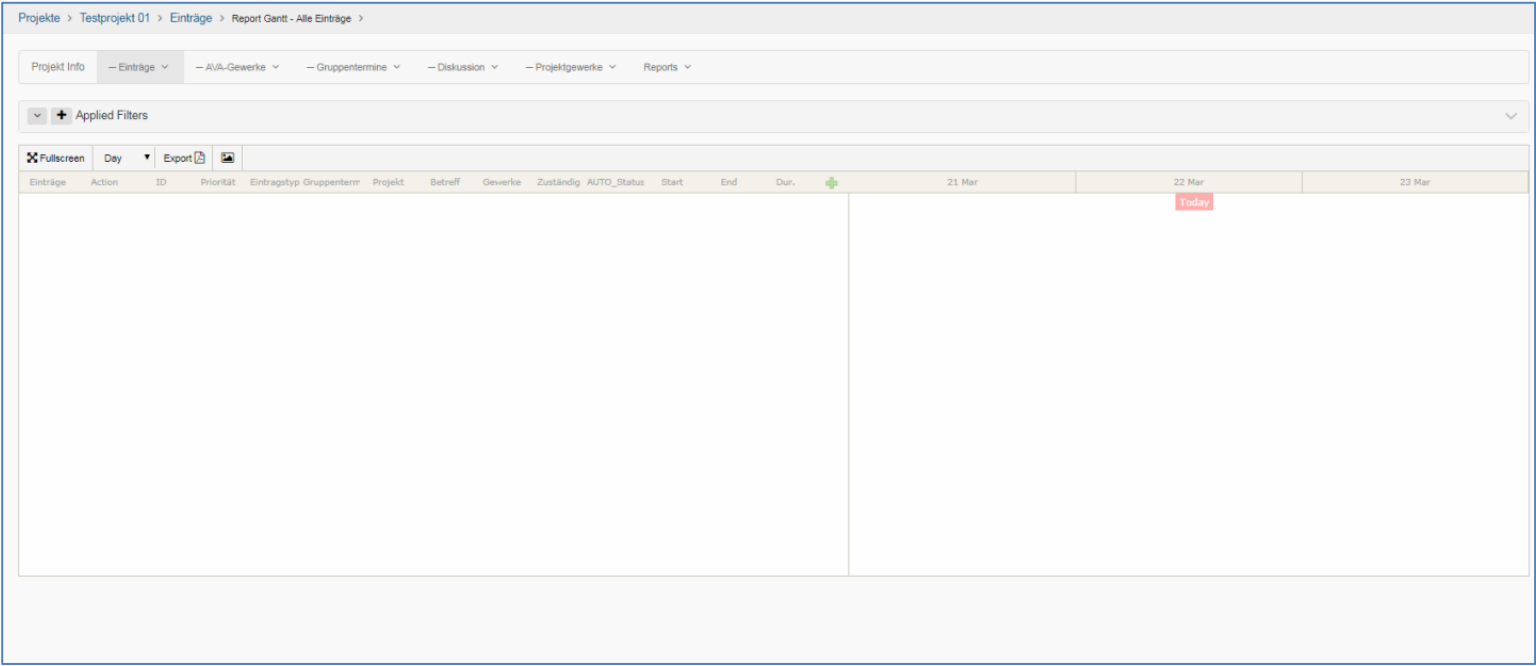 Projekte > Testprojekt 01 > Einträge > Report Gantt - Alle Einträge >
Projekt Info – Einträge – AVA-Gewerke – Gruppentermine – Diskussion – Projektgewerke Reports
Applied Filters
Fullscreen Day Export
Einträge Action ID Priorität Eintragstyp Gruppenterm Projekt Betreff Gewerke Zuständig AUTO_Status Start End Dur. 21 Mar 22 Mar 23 Mar
Today